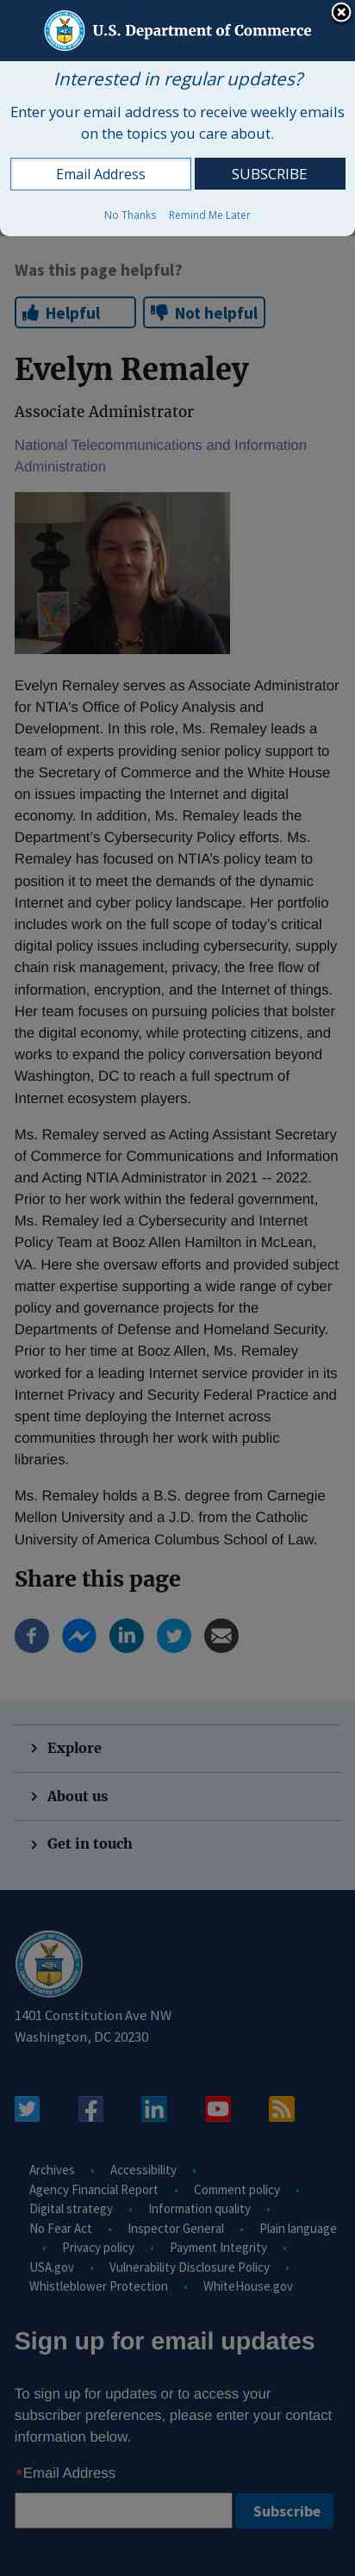 U.S. Department of Commerce
Interested in regular updates?
Enter your email address to receive weekly emails
on the topics you care about.
Email Address
SUBSCRIBE
No Thanks Remind Me Later
Was this page helpful?
Helpful
Not helpful
Evelyn Remaley
Associate Administrator
National Telecommunications and Information
Administration
Evelyn Remaley serves as Associate Administrator
for NTIA's Office of Policy Analysis and
Development. In this role, Ms. Remaley leads a
team of experts providing senior policy support to
the Secretary of Commerce and the White House
on issues impacting the Internet and digital
economy. In addition, Ms. Remaley leads the
Department's Cybersecurity Policy efforts. Ms.
Remaley has focused on NTIA's policy team to
position it to meet the demands of the dynamic
Internet and cyber policy landscape. Her portfolio
includes work on the full scope of today's critical
digital policy issues including cybersecurity, supply
chain risk management, privacy, the free flow of
information, encryption, and the Internet of things.
Her team focuses on pursuing policies that bolster
the digital economy, while protecting citizens, and
works to expand the policy conversation beyond
Washington, DC to reach a full spectrum of
Internet ecosystem players.
Ms. Remaley served as Acting Assistant Secretary
of Commerce for Communications and Information
and Acting NTIA Administrator in 2021 -- 2022.
Prior to her work within the federal government,
Ms. Remaley led a Cybersecurity and Internet
Policy Team at Booz Allen Hamilton in McLean,
VA. Here she oversaw efforts and provided subject
matter expertise supporting a wide range of cyber
policy and governance projects for the
Departments of Defense and Homeland Security.
Prior to her time at Booz Allen, Ms. Remaley
worked for a leading Internet service provider in its
Internet Privacy and Security Federal Practice and
spent time deploying the Internet across
communities through her work with public
libraries.
Ms. Remaley holds a B.S. degree from Carnegie
Mellon University and a J.D. from the Catholic
University of America Columbus School of Law.
Share this page
Explore
About us
Get in touch
1401 Constitution Ave NW
Washington, DC 20230
Archives • Accessibility •
Agency Financial Report • Comment policy •
Digital strategy • Information quality •
No Fear Act • Inspector General • Plain language
• Privacy policy • Payment Integrity •
USA.gov • Vulnerability Disclosure Policy •
Whistleblower Protection • WhiteHouse.gov
Sign up for email updates
To sign up for updates or to access your
subscriber preferences, please enter your contact
information below.
*Email Address
Subscribe